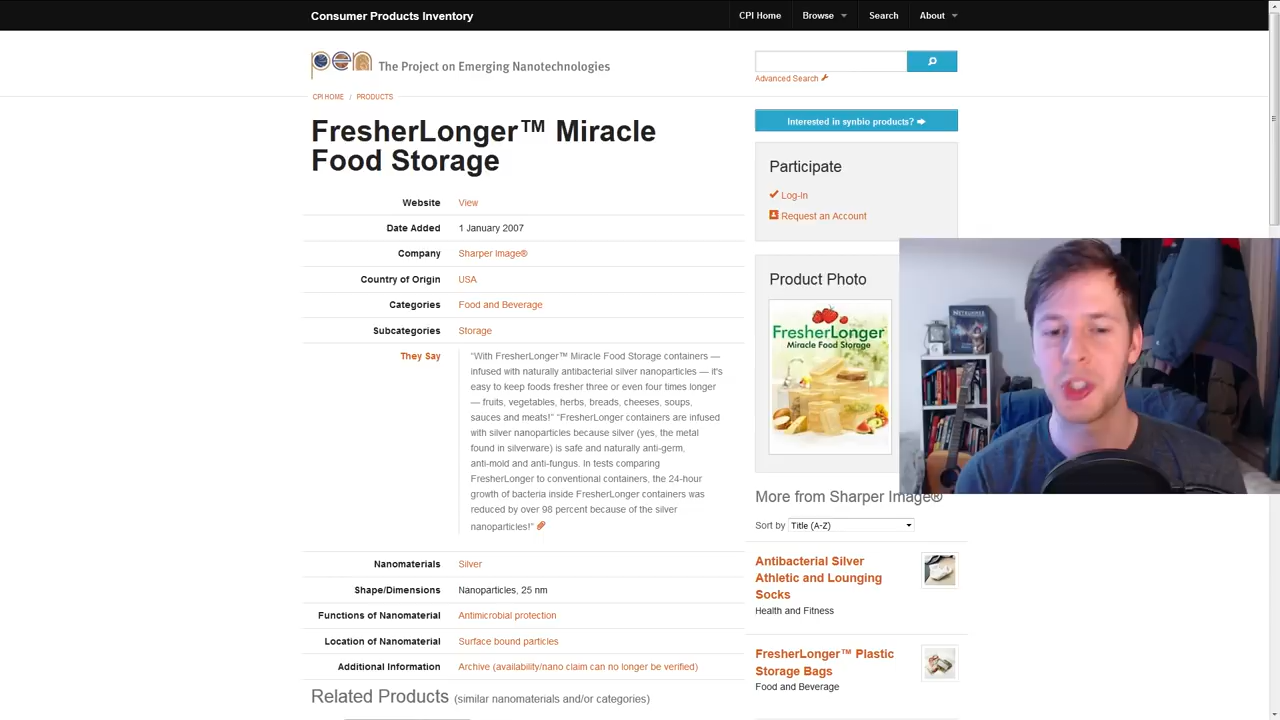 Consumer Products Inventory
CPI Home
Browse
Search
About
pen The Project on Emerging Nanotechnologies
Advanced Search
CPI HOME / PRODUCTS
FresherLonger™ Miracle
Food Storage
Website View
Date Added 1 January 2007
Company Sharper Image®
Country of Origin USA
Categories Food and Beverage
Subcategories Storage
They Say
“With FresherLonger™ Miracle Food Storage containers —
infused with naturally antibacterial silver nanoparticles — it's
easy to keep foods fresher three or even four times longer
— fruits, vegetables, herbs, breads, cheeses, soups,
sauces and meats!” “FresherLonger containers are infused
with silver nanoparticles because silver (yes, the metal
found in silverware) is safe and naturally anti-germ,
anti-mold and anti-fungus. In tests comparing
FresherLonger to conventional containers, the 24-hour
growth of bacteria inside FresherLonger containers was
reduced by over 98 percent because of the silver
nanoparticles!”
Nanomaterials Silver
Shape/Dimensions Nanoparticles, 25 nm
Functions of Nanomaterial Antimicrobial protection
Location of Nanomaterial Surface bound particles
Additional Information Archive (availability/nano claim can no longer be verified)
Related Products (similar nanomaterials and/or categories)
Interested in synbio products?
Participate
Log-in
Request an Account
Product Photo
FresherLonger
Miracle Food Storage
More from Sharper Image®
Sort by Title (A-Z)
Antibacterial Silver
Athletic and Lounging
Socks
Health and Fitness
FresherLonger™ Plastic
Storage Bags
Food and Beverage